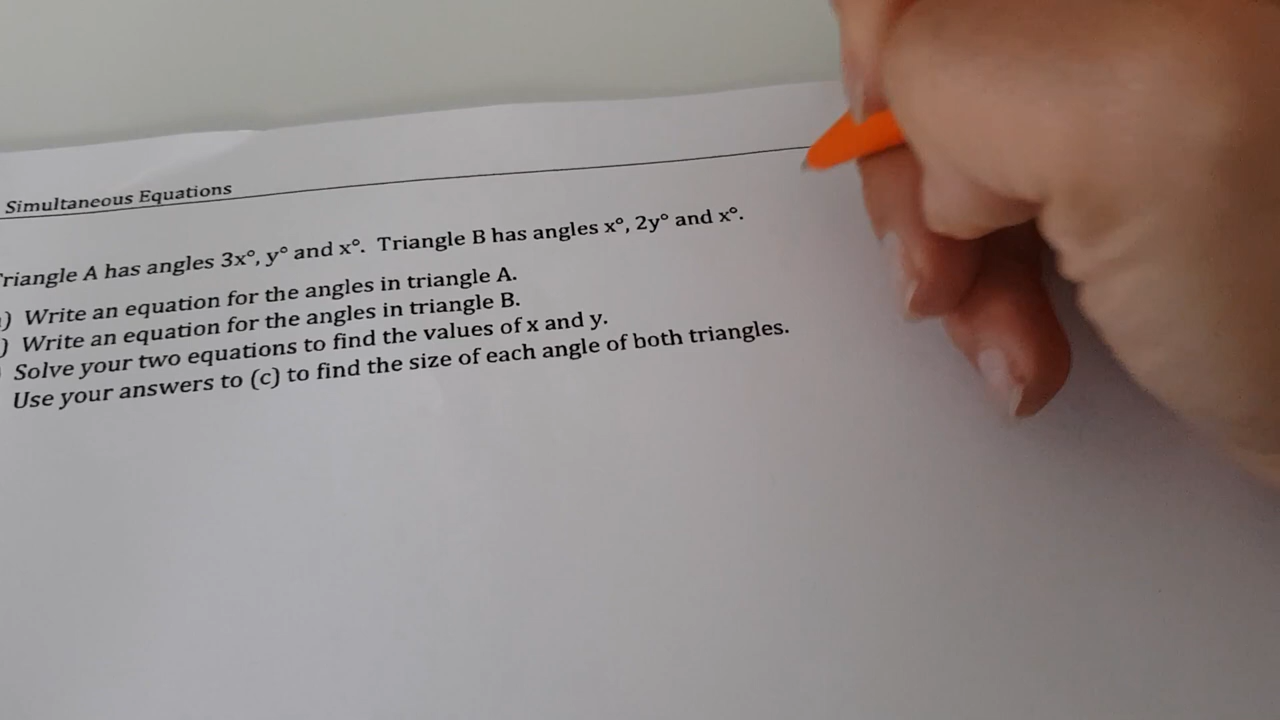 Simultaneous Equations
Triangle A has angles 3x°, y° and x°. Triangle B has angles x°, 2y° and x°.
) Write an equation for the angles in triangle A.
) Write an equation for the angles in triangle B.
Solve your two equations to find the values of x and y.
Use your answers to (c) to find the size of each angle of both triangles.